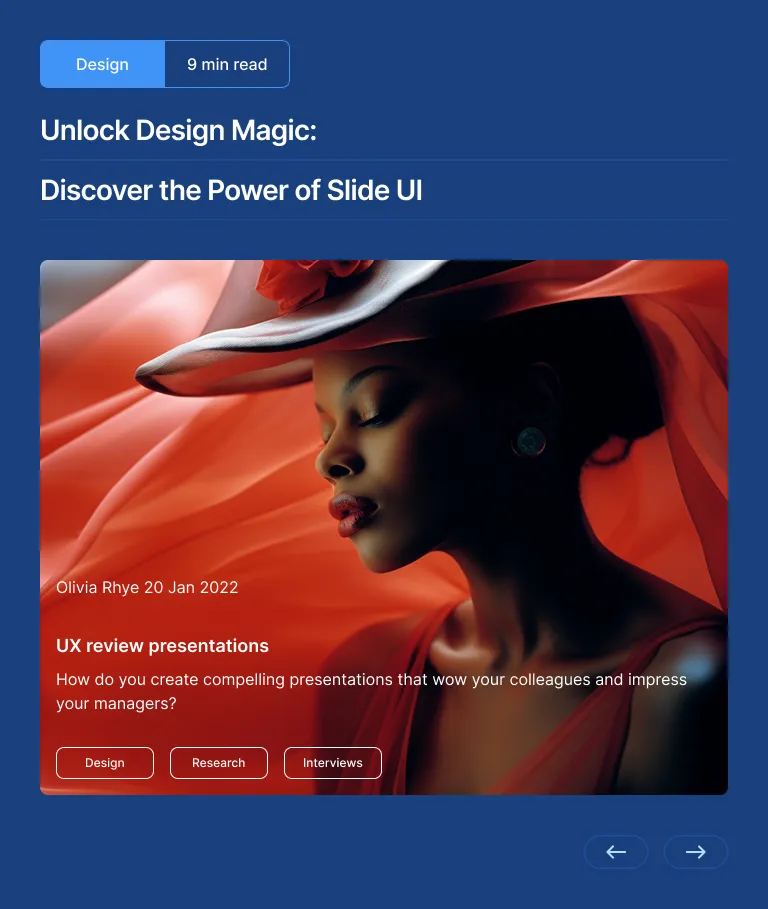 Design
9 min read
Unlock Design Magic:
Discover the Power of Slide UI
Olivia Rhye 20 Jan 2022
UX review presentations
How do you create compelling presentations that wow your colleagues and impress
your managers?
Design
Research
Interviews